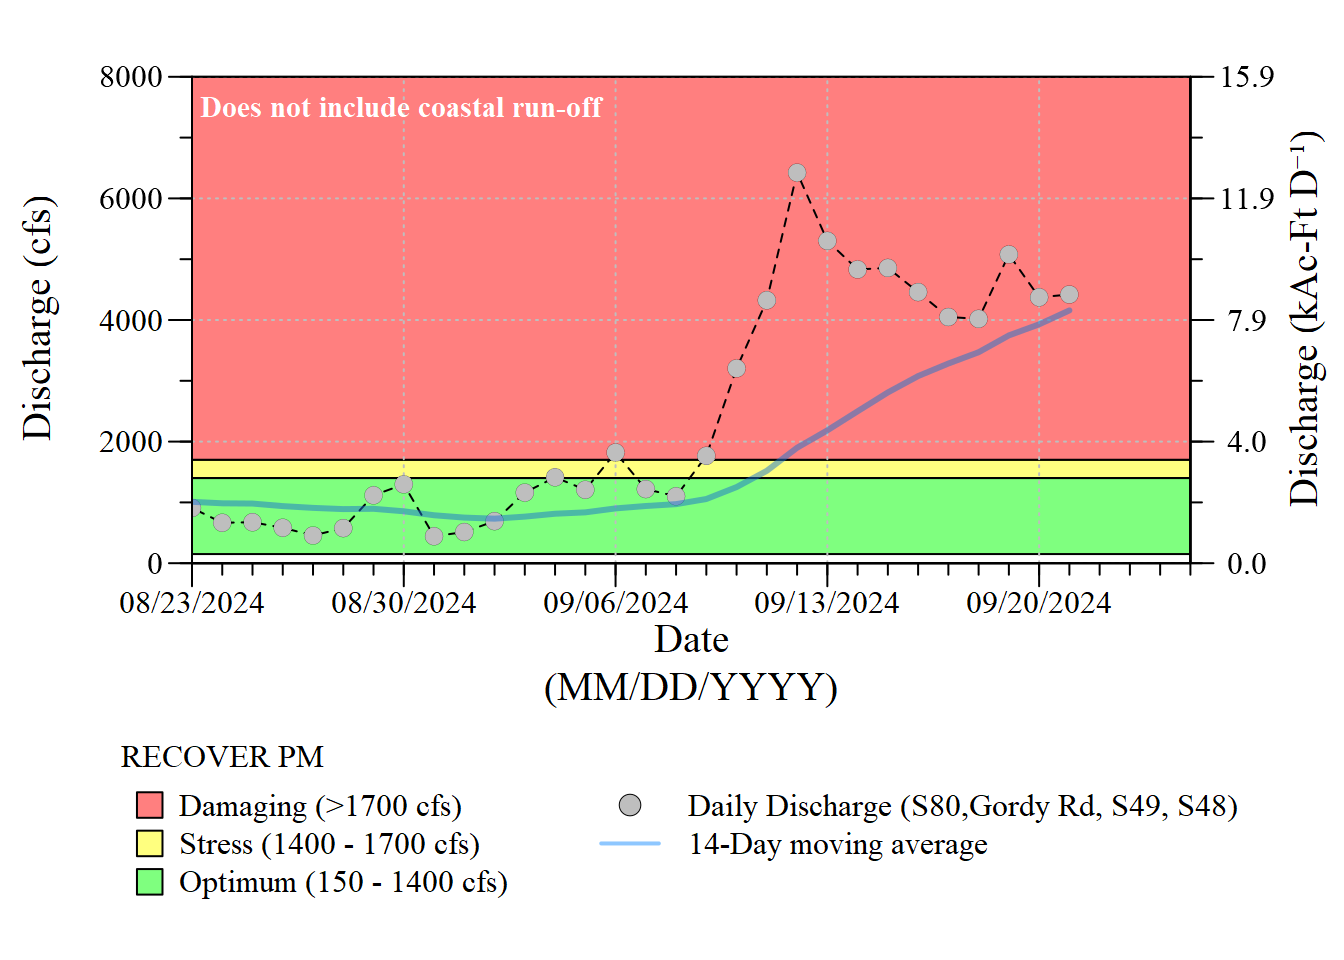 Does not include coastal run-off
8000
6000
4000
2000
0
Discharge (cfs)
15.9
11.9
7.9
4.0
0.0
Discharge (kAc-Ft D⁻¹)
08/23/2024 08/30/2024 09/06/2024 09/13/2024 09/20/2024
Date
(MM/DD/YYYY)
RECOVER PM
Damaging (>1700 cfs)
Stress (1400 - 1700 cfs)
Optimum (150 - 1400 cfs)
Daily Discharge (S80,Gordy Rd, S49, S48)
14-Day moving average